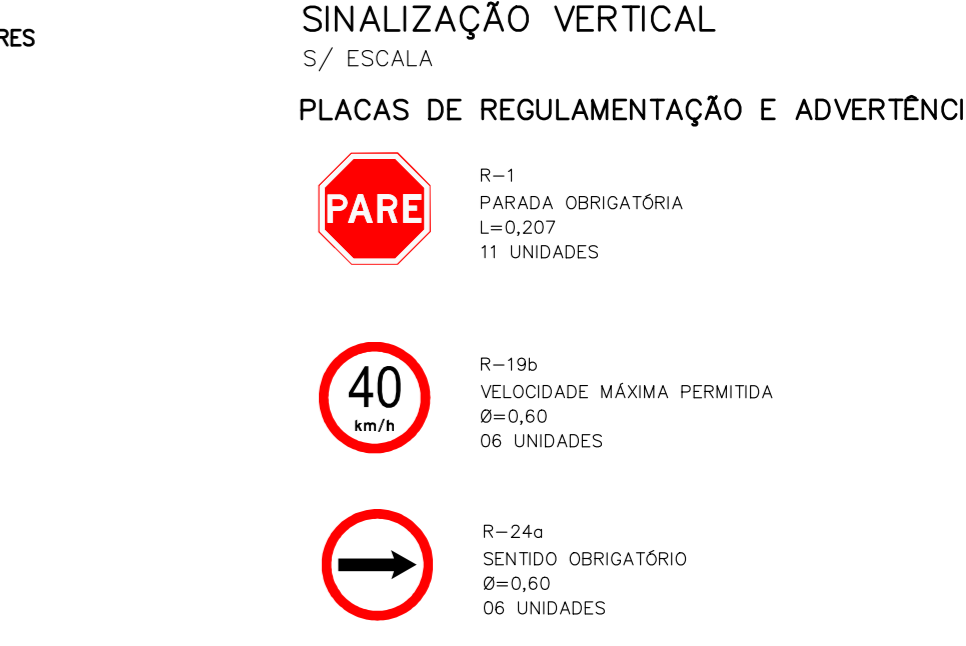 RES
SINALIZAÇÃO VERTICAL
S/ ESCALA
PLACAS DE REGULAMENTAÇÃO E ADVERTÊNCI
PARE
R-1
PARADA OBRIGATÓRIA
L=0,207
11 UNIDADES
40
km/h
R-19b
VELOCIDADE MÁXIMA PERMITIDA
Ø=0,60
06 UNIDADES
R-24a
SENTIDO OBRIGATÓRIO
Ø=0,60
06 UNIDADES